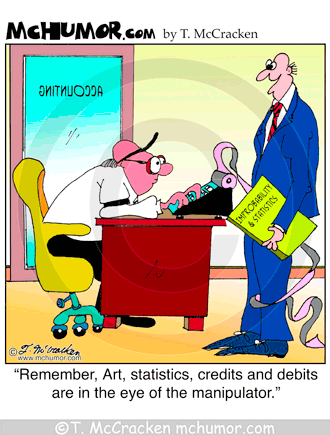 McHUMOR.com by T. McCracken
ACCOUNTING
IMPROBABILITY
& STATISTICS
© T. McCracken
www.mchumor.com
“Remember, Art, statistics, credits and debits
are in the eye of the manipulator.”
© T. McCracken mchumor.com